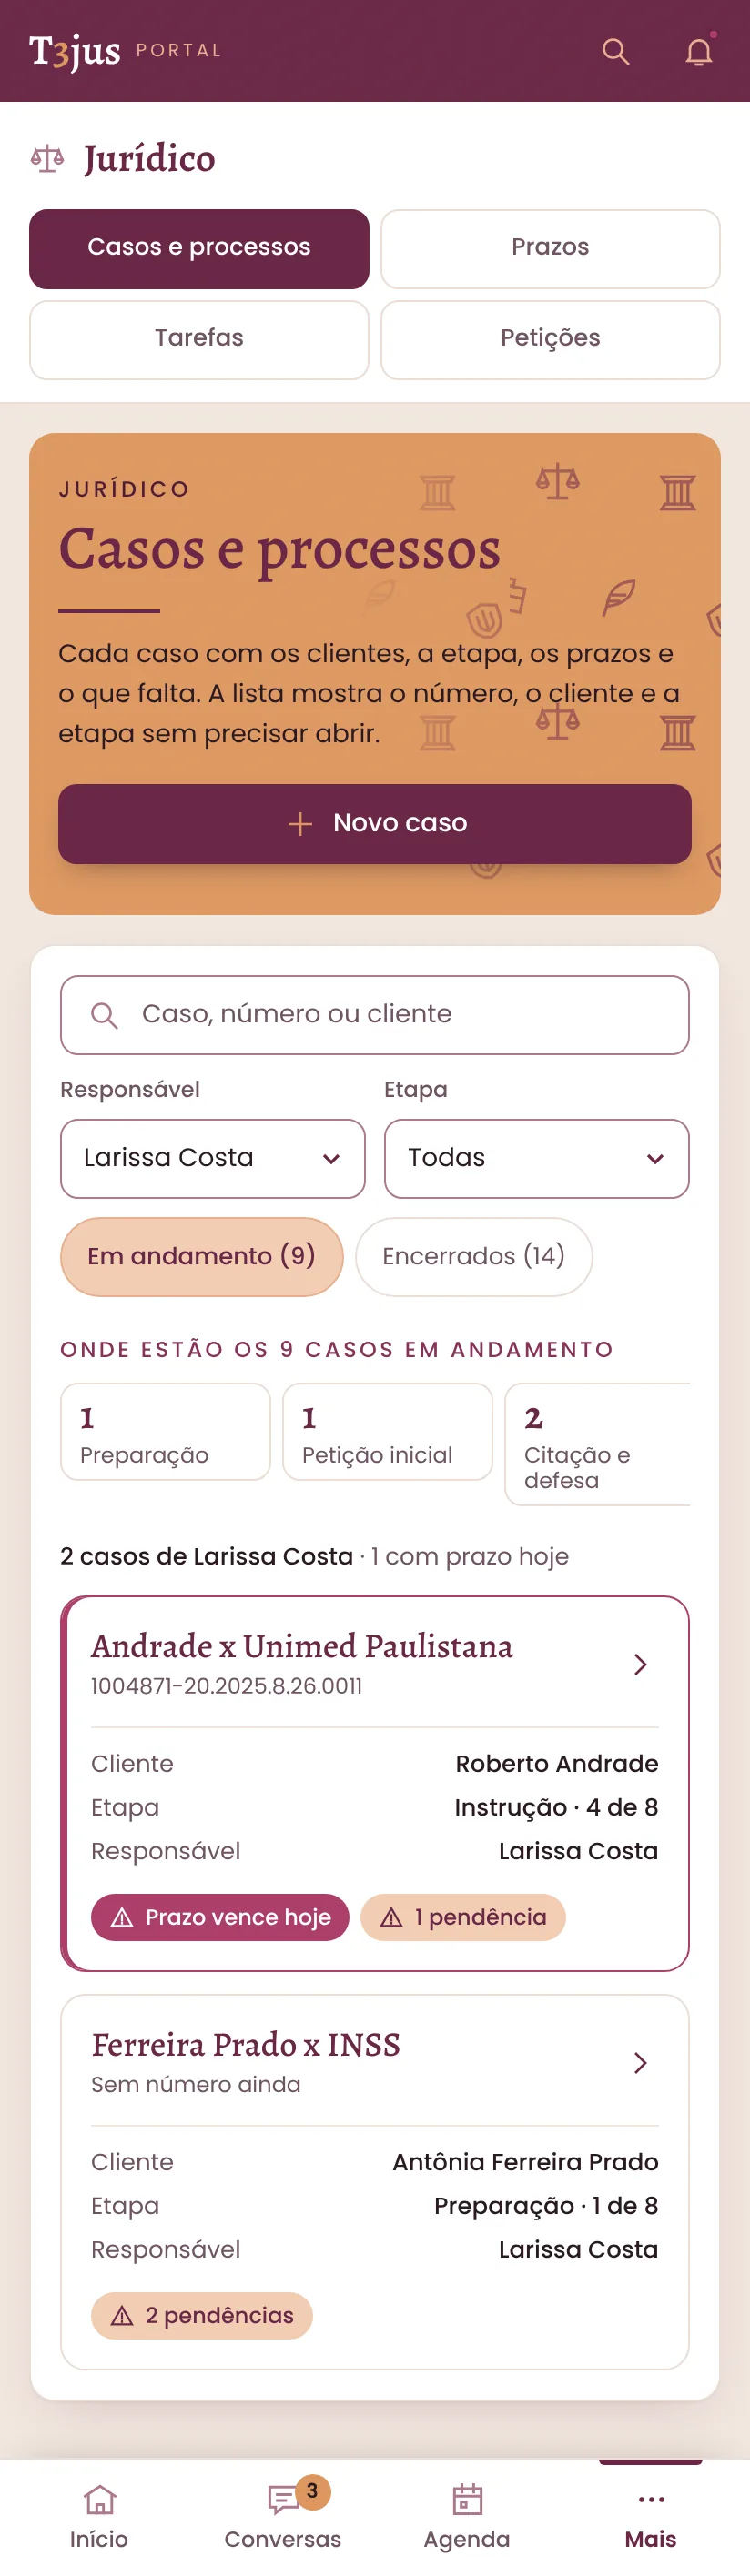 T3jus PORTAL
Jurídico
Casos e processos
Prazos
Tarefas
Petições
JURÍDICO
Casos e processos
Cada caso com os clientes, a etapa, os prazos e
o que falta. A lista mostra o número, o cliente e a
etapa sem precisar abrir.
Novo caso
Caso, número ou cliente
Responsável
Etapa
Larissa Costa
Todas
Em andamento (9)
Encerrados (14)
ONDE ESTÃO OS 9 CASOS EM ANDAMENTO
1
Preparação
1
Petição inicial
2
Citação e
defesa
2 casos de Larissa Costa · 1 com prazo hoje
Andrade x Unimed Paulistana
1004871-20.2025.8.26.0011
Cliente Roberto Andrade
Etapa Instrução · 4 de 8
Responsável Larissa Costa
Prazo vence hoje
1 pendência
Ferreira Prado x INSS
Sem número ainda
Cliente Antônia Ferreira Prado
Etapa Preparação · 1 de 8
Responsável Larissa Costa
2 pendências
3
Início
Conversas
Agenda
Mais